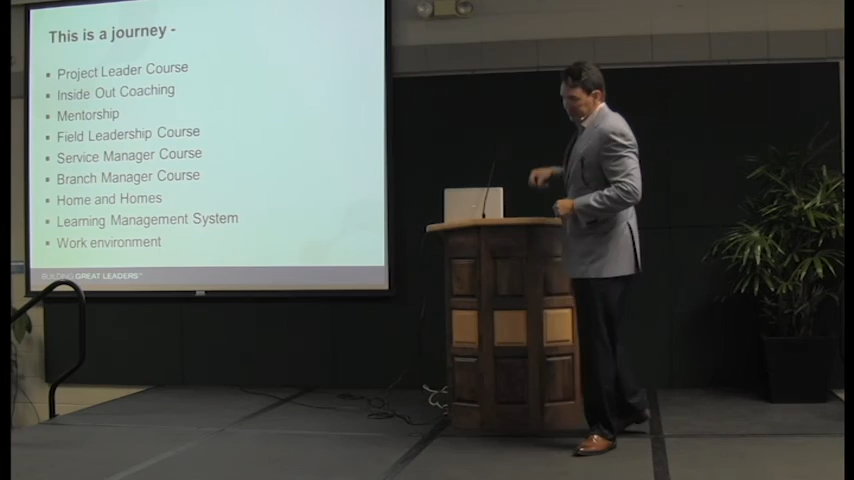 This is a journey -
▪ Project Leader Course
▪ Inside Out Coaching
▪ Mentorship
▪ Field Leadership Course
▪ Service Manager Course
▪ Branch Manager Course
▪ Home and Homes
▪ Learning Management System
▪ Work environment
BUILDING GREAT LEADERS™